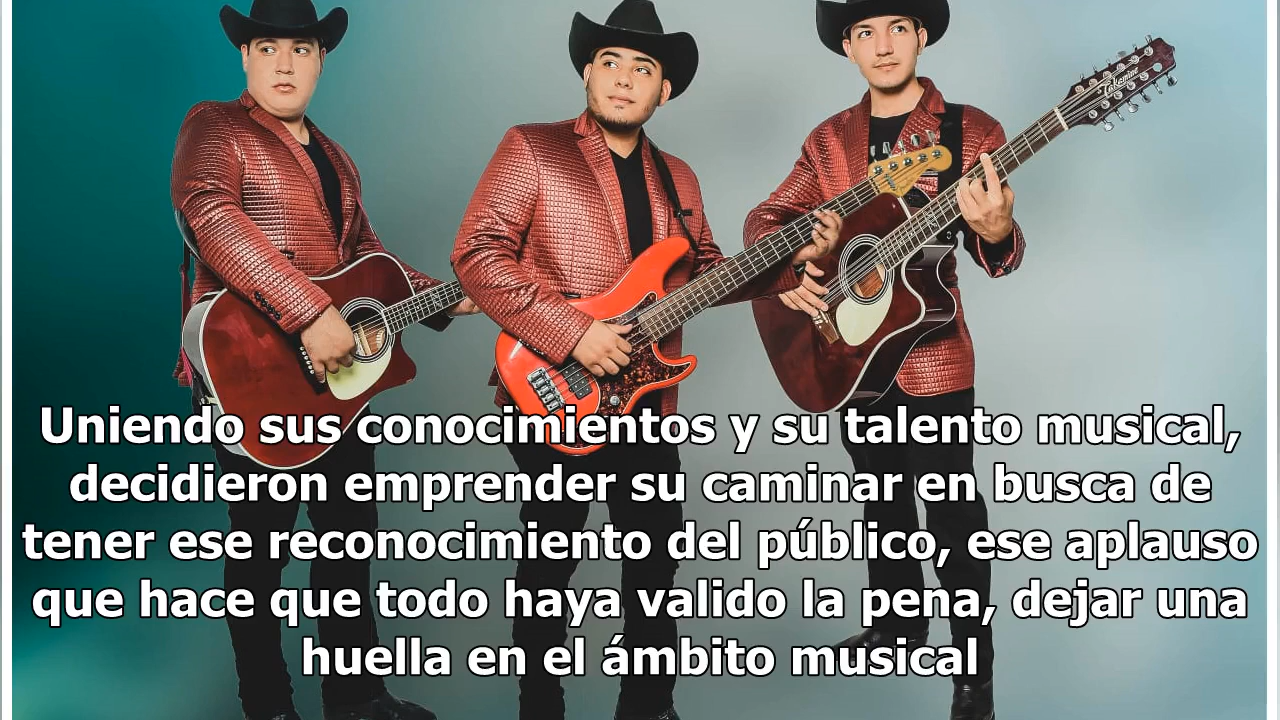 Takamine
Uniendo sus conocimientos y su talento musical,
decidieron emprender su caminar en busca de
tener ese reconocimiento del público, ese aplauso
que hace que todo haya valido la pena, dejar una
huella en el ámbito musical